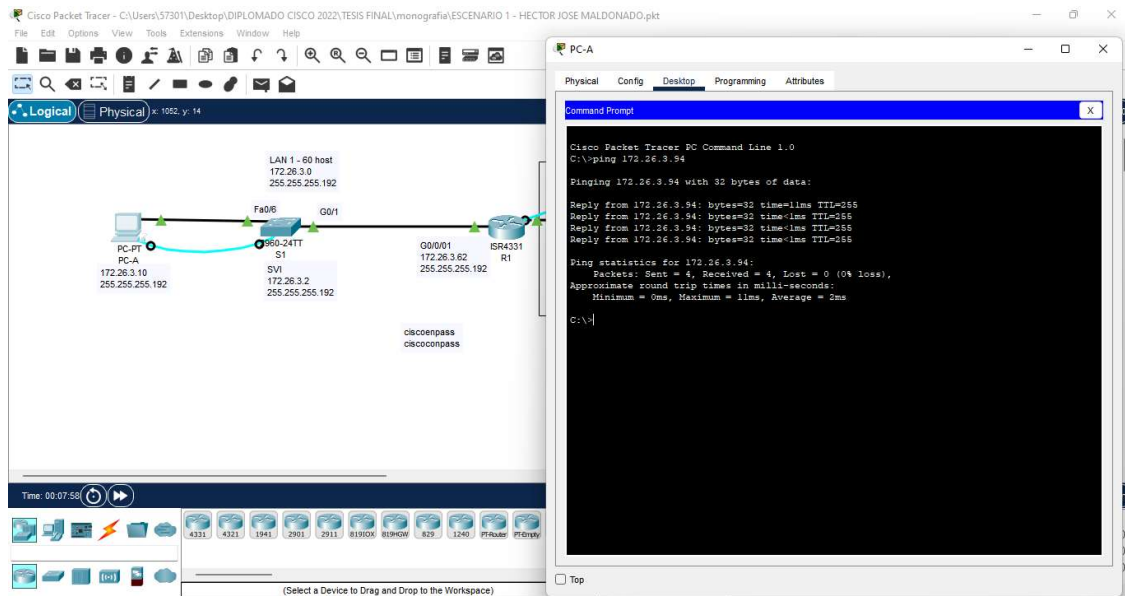 Cisco Packet Tracer - C:\Users\57301\Desktop\DIPLOMADO CISCO 2022\TESIS FINAL\monografia\ESCENARIO 1 - HECTOR JOSE MALDONADO.pkt
File Edit Options View Tools Extensions Window Help
Logical Physical x: 1052, y: 14
LAN 1 - 60 host
172.26.3.0
255.255.255.192
Fa0/6 G0/1
PC-PT
PC-A
172.26.3.10
255.255.255.192
960-24TT
S1
SVI
172.26.3.2
255.255.255.192
G0/0/01
172.26.3.62
255.255.255.192
ISR4331
R1
ciscoenpass
ciscoconpass
Time: 00:07:58
4331 4321 1941 2901 2911 819IOX 819HGW 829 1240 PT-Router PT-Empty
(Select a Device to Drag and Drop to the Workspace)
PC-A
Physical Config Desktop Programming Attributes
Command Prompt X
Cisco Packet Tracer PC Command Line 1.0
C:\>ping 172.26.3.94
Pinging 172.26.3.94 with 32 bytes of data:
Reply from 172.26.3.94: bytes=32 time=11ms TTL=255
Reply from 172.26.3.94: bytes=32 time<1ms TTL=255
Reply from 172.26.3.94: bytes=32 time<1ms TTL=255
Reply from 172.26.3.94: bytes=32 time<1ms TTL=255
Ping statistics for 172.26.3.94:
Packets: Sent = 4, Received = 4, Lost = 0 (0% loss),
Approximate round trip times in milli-seconds:
Minimum = 0ms, Maximum = 11ms, Average = 2ms
C:\>
Top